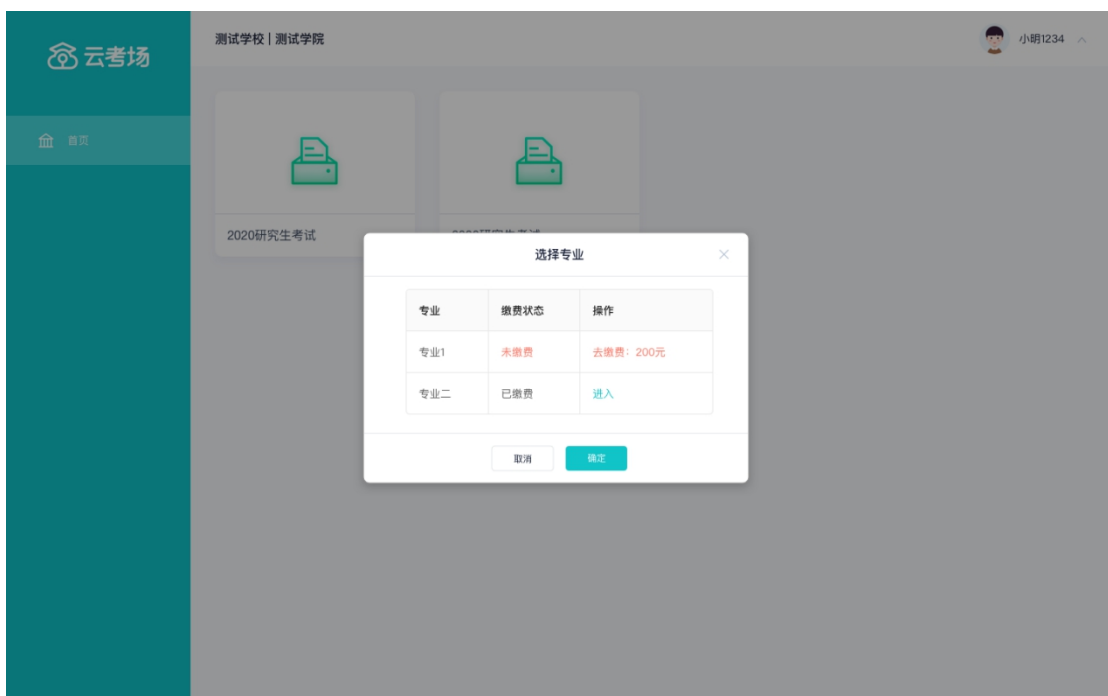 云考场
测试学校 | 测试学院
小明1234
首页
2020研究生考试
选择专业
专业 缴费状态 操作
专业1 未缴费 去缴费：200元
专业二 已缴费 进入
取消 确定